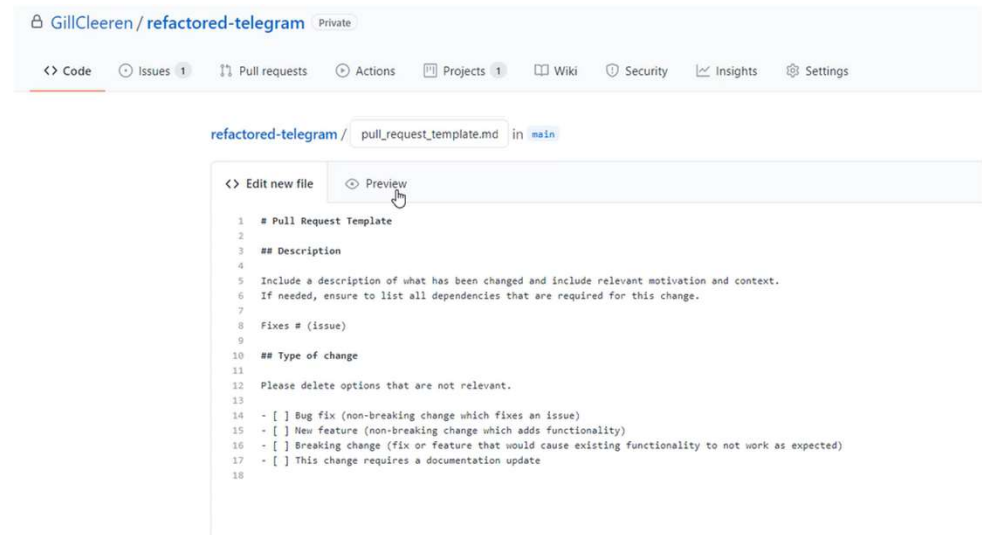 GillCleeren / refactored-telegram Private
<> Code Issues 1 Pull requests Actions Projects 1 Wiki Security Insights Settings
refactored-telegram / pull_request_template.md in main
<> Edit new file Preview
1 # Pull Request Template
2
3 ## Description
4
5 Include a description of what has been changed and include relevant motivation and context.
6 If needed, ensure to list all dependencies that are required for this change.
7
8 Fixes # (issue)
9
10 ## Type of change
11
12 Please delete options that are not relevant.
13
14 - [ ] Bug fix (non-breaking change which fixes an issue)
15 - [ ] New feature (non-breaking change which adds functionality)
16 - [ ] Breaking change (fix or feature that would cause existing functionality to not work as expected)
17 - [ ] This change requires a documentation update
18